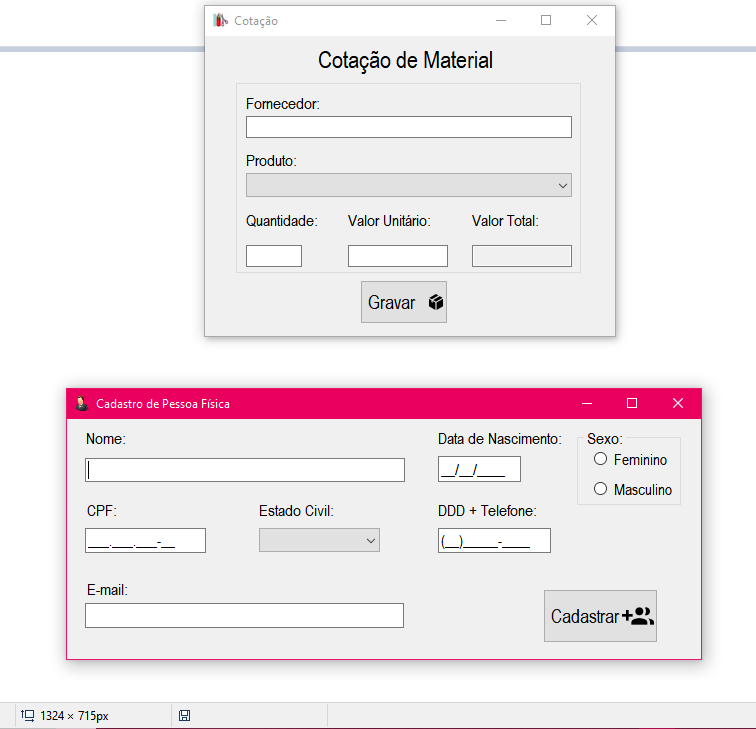 Cotação
Cotação de Material
Fornecedor:
Produto:
Quantidade: Valor Unitário: Valor Total:
Gravar
Cadastro de Pessoa Física
Nome: Data de Nascimento: Sexo:
__/__/____ Feminino
Masculino
CPF: Estado Civil: DDD + Telefone:
___.___.___-__ (__)_____-____
E-mail:
Cadastrar
1324 × 715px